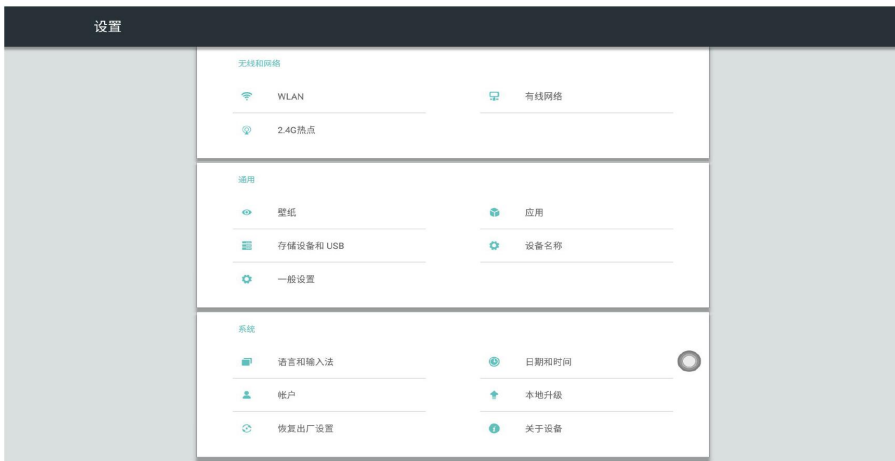 设置
无线和网络
WLAN 有线网络
2.4G热点
通用
壁纸 应用
存储设备和 USB 设备名称
一般设置
系统
语言和输入法 日期和时间
帐户 本地升级
恢复出厂设置 关于设备